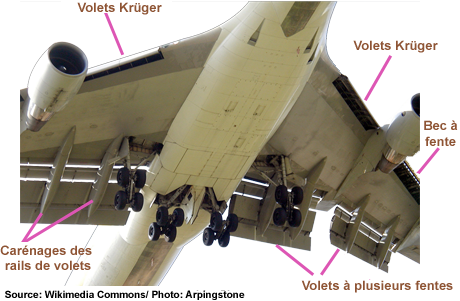 Volets Krüger
Volets Krüger
Bec à
fente
Carénages des
rails de volets
Volets à plusieurs fentes
Source: Wikimedia Commons/ Photo: Arpingstone